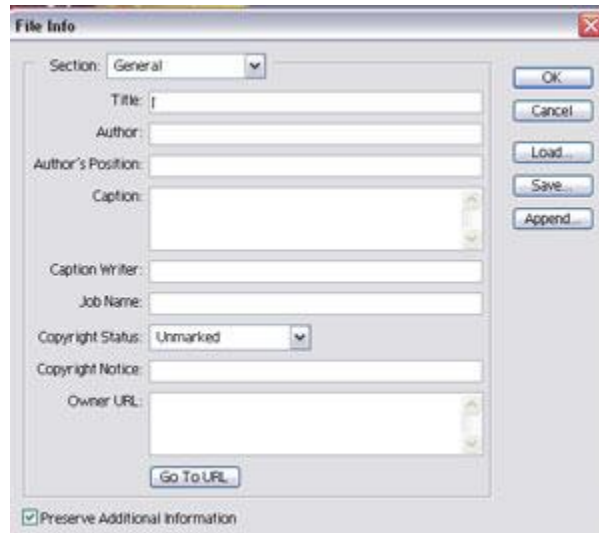 File Info
Section: General
OK
Title:
Cancel
Author:
Author's Position:
Load...
Caption:
Save...
Append...
Caption Writer:
Job Name:
Copyright Status: Unmarked
Copyright Notice:
Owner URL:
Go To URL
Preserve Additional Information